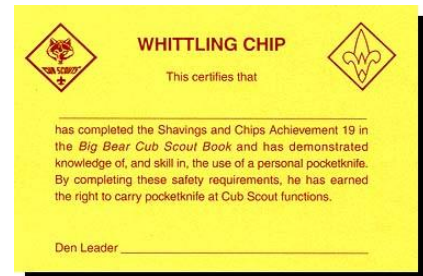 WHITTLING CHIP
CUB SCOUTS
This certifies that
has completed the Shavings and Chips Achievement 19 in
the Big Bear Cub Scout Book and has demonstrated
knowledge of, and skill in, the use of a personal pocketknife.
By completing these safety requirements, he has earned
the right to carry pocketknife at Cub Scout functions.
Den Leader